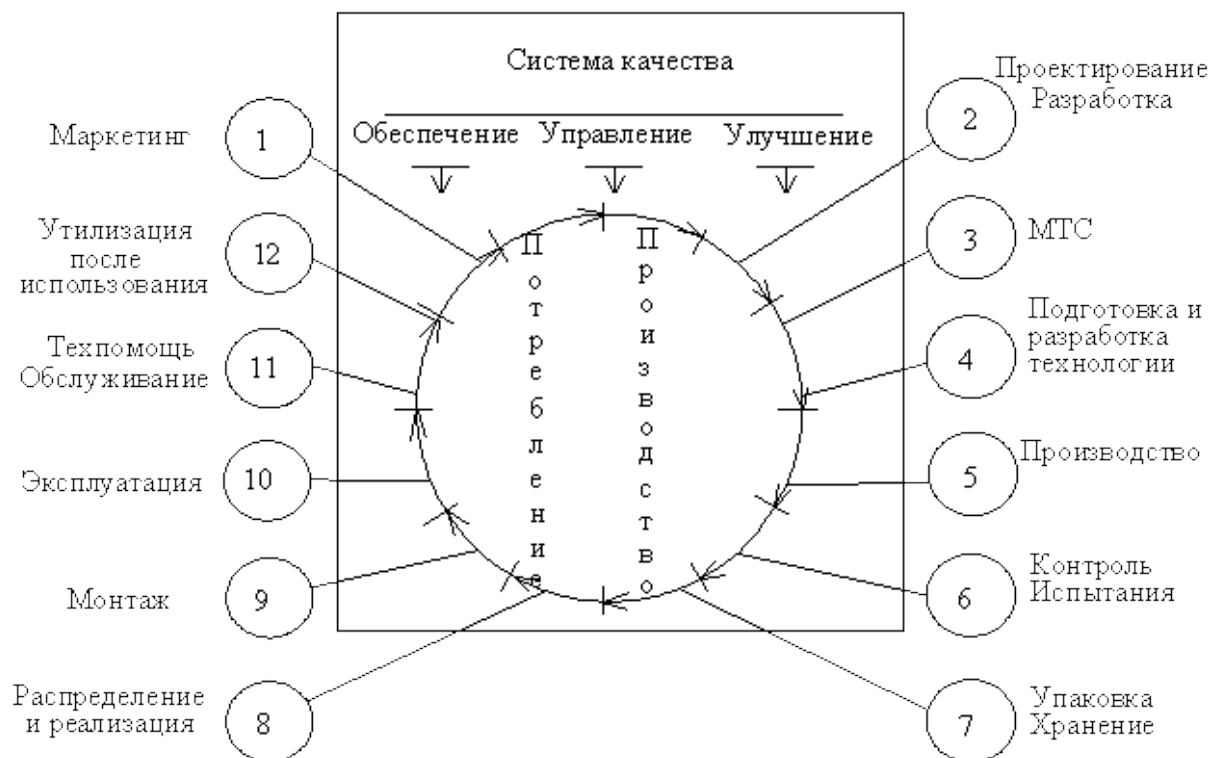 Система качества
Обеспечение Управление Улучшение
Маркетинг
1
2
Проектирование
Разработка
12
Утилизация
после
использования
3
МТС
11
Техпомощь
Обслуживание
4
Подготовка и
разработка
технологии
10
Эксплуатация
5
Производство
9
Монтаж
6
Контроль
Испытания
8
Распределение
и реализация
7
Упаковка
Хранение
Потребление
Производство